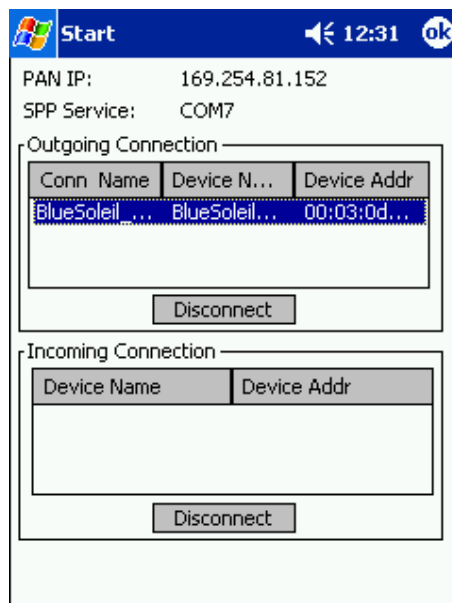 Start 12:31 ok
PAN IP: 169.254.81.152
SPP Service: COM7
Outgoing Connection
Conn Name Device N... Device Addr
BlueSoleil_... BlueSoleil... 00:03:0d...
Disconnect
Incoming Connection
Device Name Device Addr
Disconnect